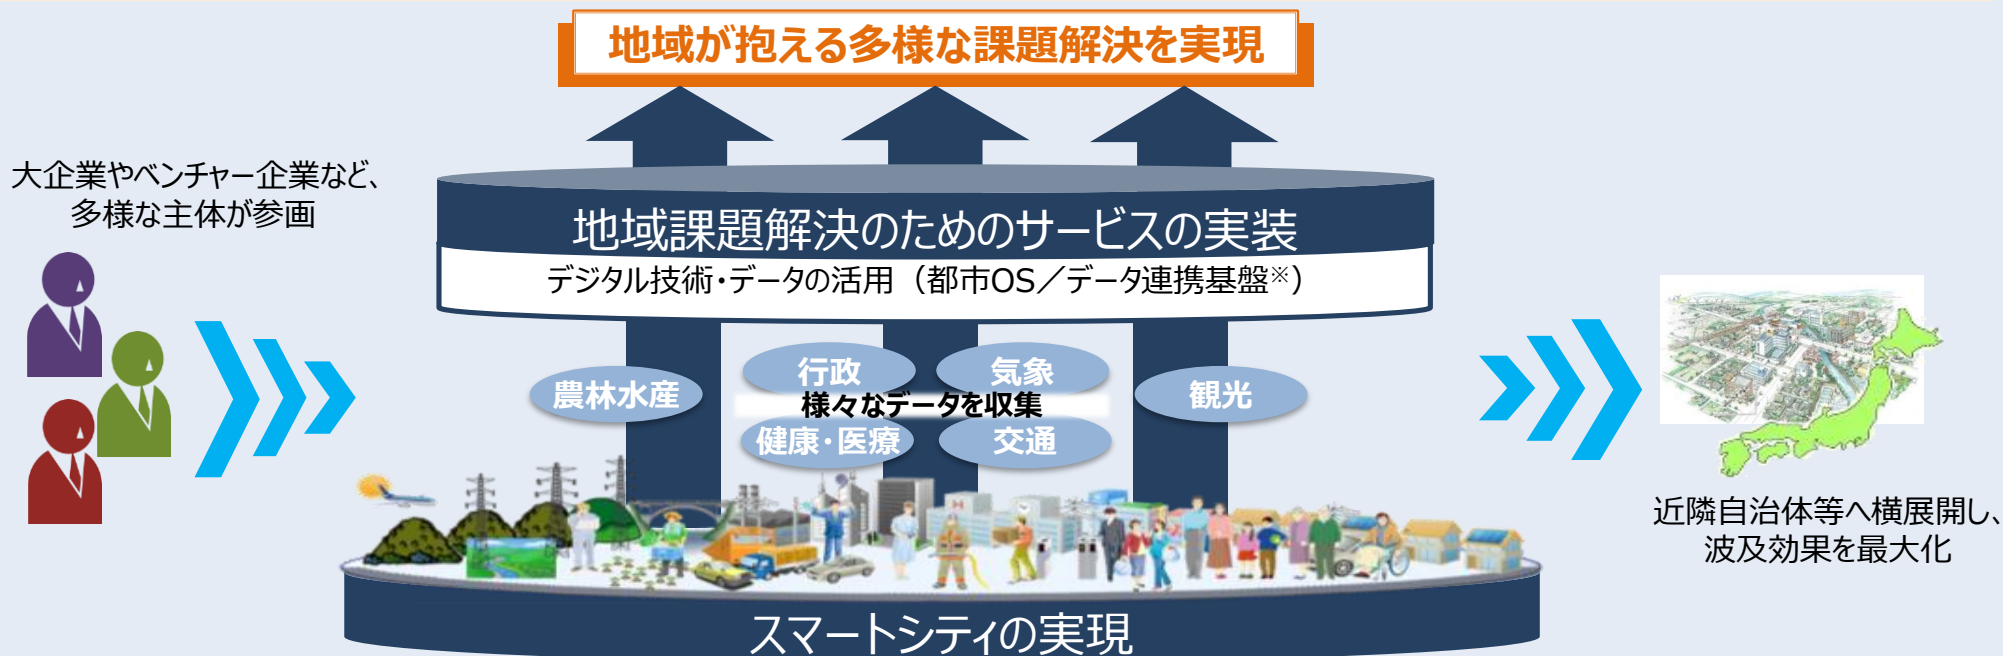 地域が抱える多様な課題解決を実現
大企業やベンチャー企業など、
多様な主体が参画
地域課題解決のためのサービスの実装
デジタル技術・データの活用（都市OS／データ連携基盤※）
農林水産
行政
気象
観光
様々なデータを収集
健康・医療
交通
近隣自治体等へ横展開し、
波及効果を最大化
スマートシティの実現